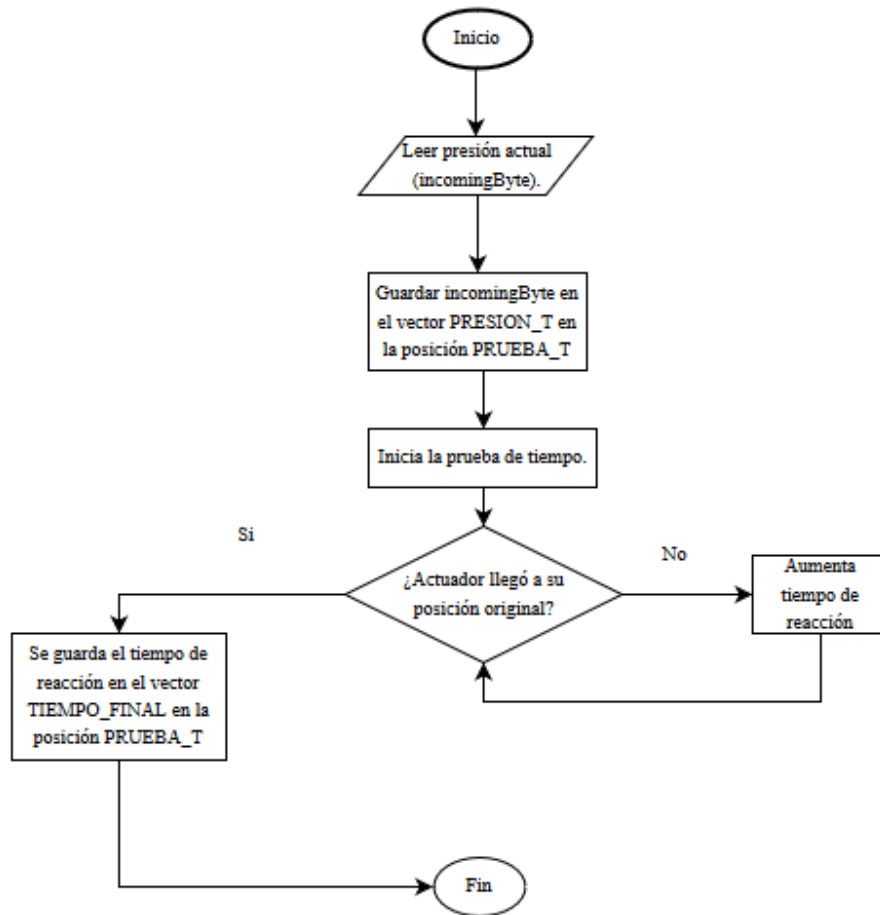 Inicio
Leer presión actual
(incomingByte).
Guardar incomingByte en
el vector PRESION_T en
la posición PRUEBA_T
Inicia la prueba de tiempo.
Si
¿Actuador llegó a su
posición original?
No
Aumenta
tiempo de
reacción
Se guarda el tiempo de
reacción en el vector
TIEMPO_FINAL en la
posición PRUEBA_T
Fin